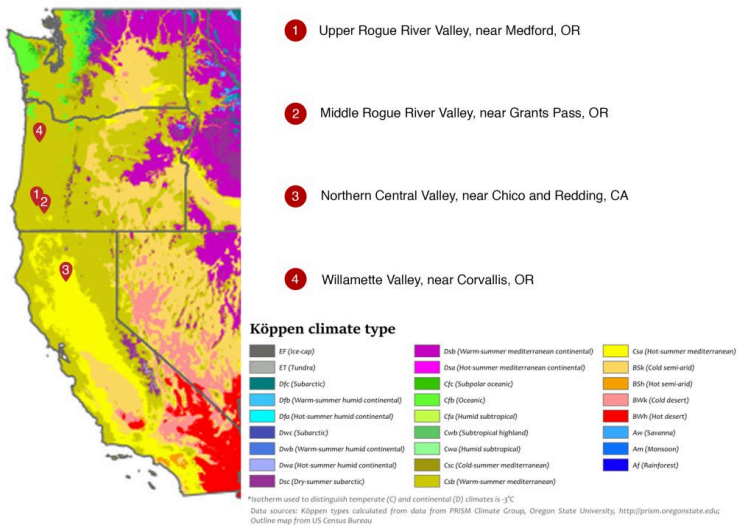 1 Upper Rogue River Valley, near Medford, OR
2 Middle Rogue River Valley, near Grants Pass, OR
3 Northern Central Valley, near Chico and Redding, CA
4 Willamette Valley, near Corvallis, OR
4
1
2
3
Köppen climate type
EF (Ice-cap)
ET (Tundra)
Dfc (Subarctic)
Dfb (Warm-summer humid continental)
Dfa (Hot-summer humid continental)
Dwc (Subarctic)
Dwb (Warm-summer humid continental)
Dwa (Hot-summer humid continental)
Dsc (Dry-summer subarctic)
Dsb (Warm-summer mediterranean continental)
Dsa (Hot-summer mediterranean continental)
Cfc (Subpolar oceanic)
Cfb (Oceanic)
Cfa (Humid subtropical)
Cwb (Subtropical highland)
Cwa (Humid subtropical)
Csc (Cold-summer mediterranean)
Csb (Warm-summer mediterranean)
Csa (Hot-summer mediterranean)
BSk (Cold semi-arid)
BSh (Hot semi-arid)
BWk (Cold desert)
BWh (Hot desert)
Aw (Savanna)
Am (Monsoon)
Af (Rainforest)
*Isotherm used to distinguish temperate (C) and continental (D) climates is -3°C
Data sources: Köppen types calculated from data from PRISM Climate Group, Oregon State University, http://prism.oregonstate.edu;
Outline map from US Census Bureau